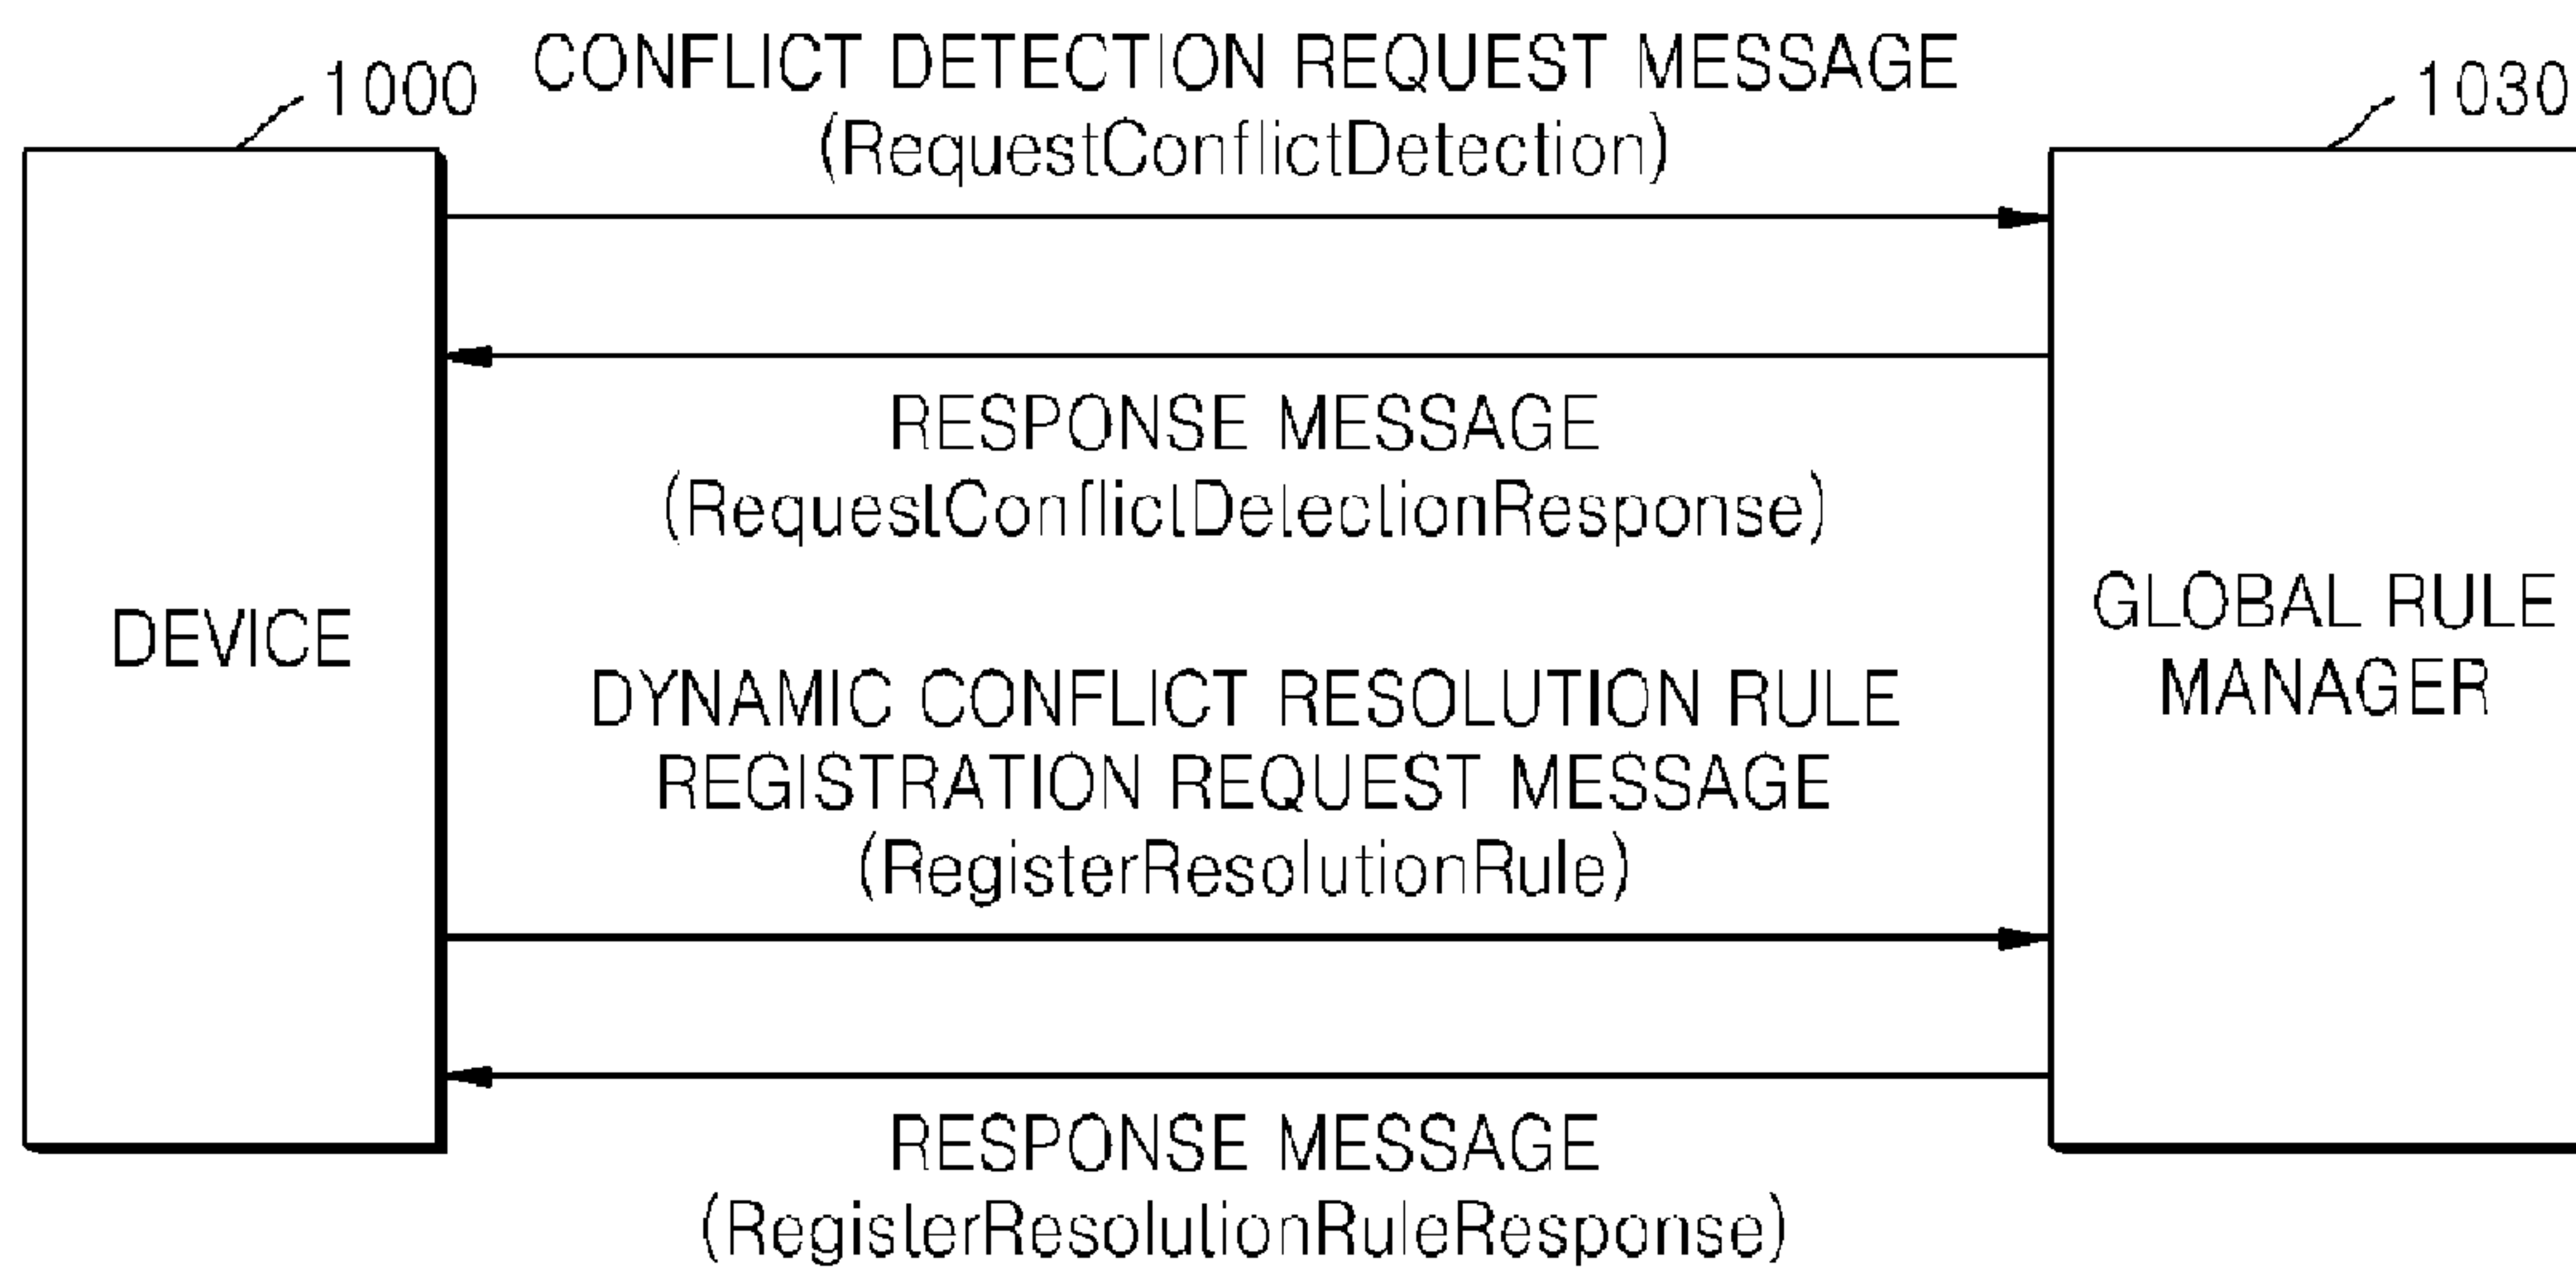 1000
CONFLICT DETECTION REQUEST MESSAGE
(RequestConflictDetection)
1030
RESPONSE MESSAGE
(RequestConflictDetectionResponse)
DEVICE
GLOBAL RULE
MANAGER
DYNAMIC CONFLICT RESOLUTION RULE
REGISTRATION REQUEST MESSAGE
(RegisterResolutionRule)
RESPONSE MESSAGE
(RegisterResolutionRuleResponse)